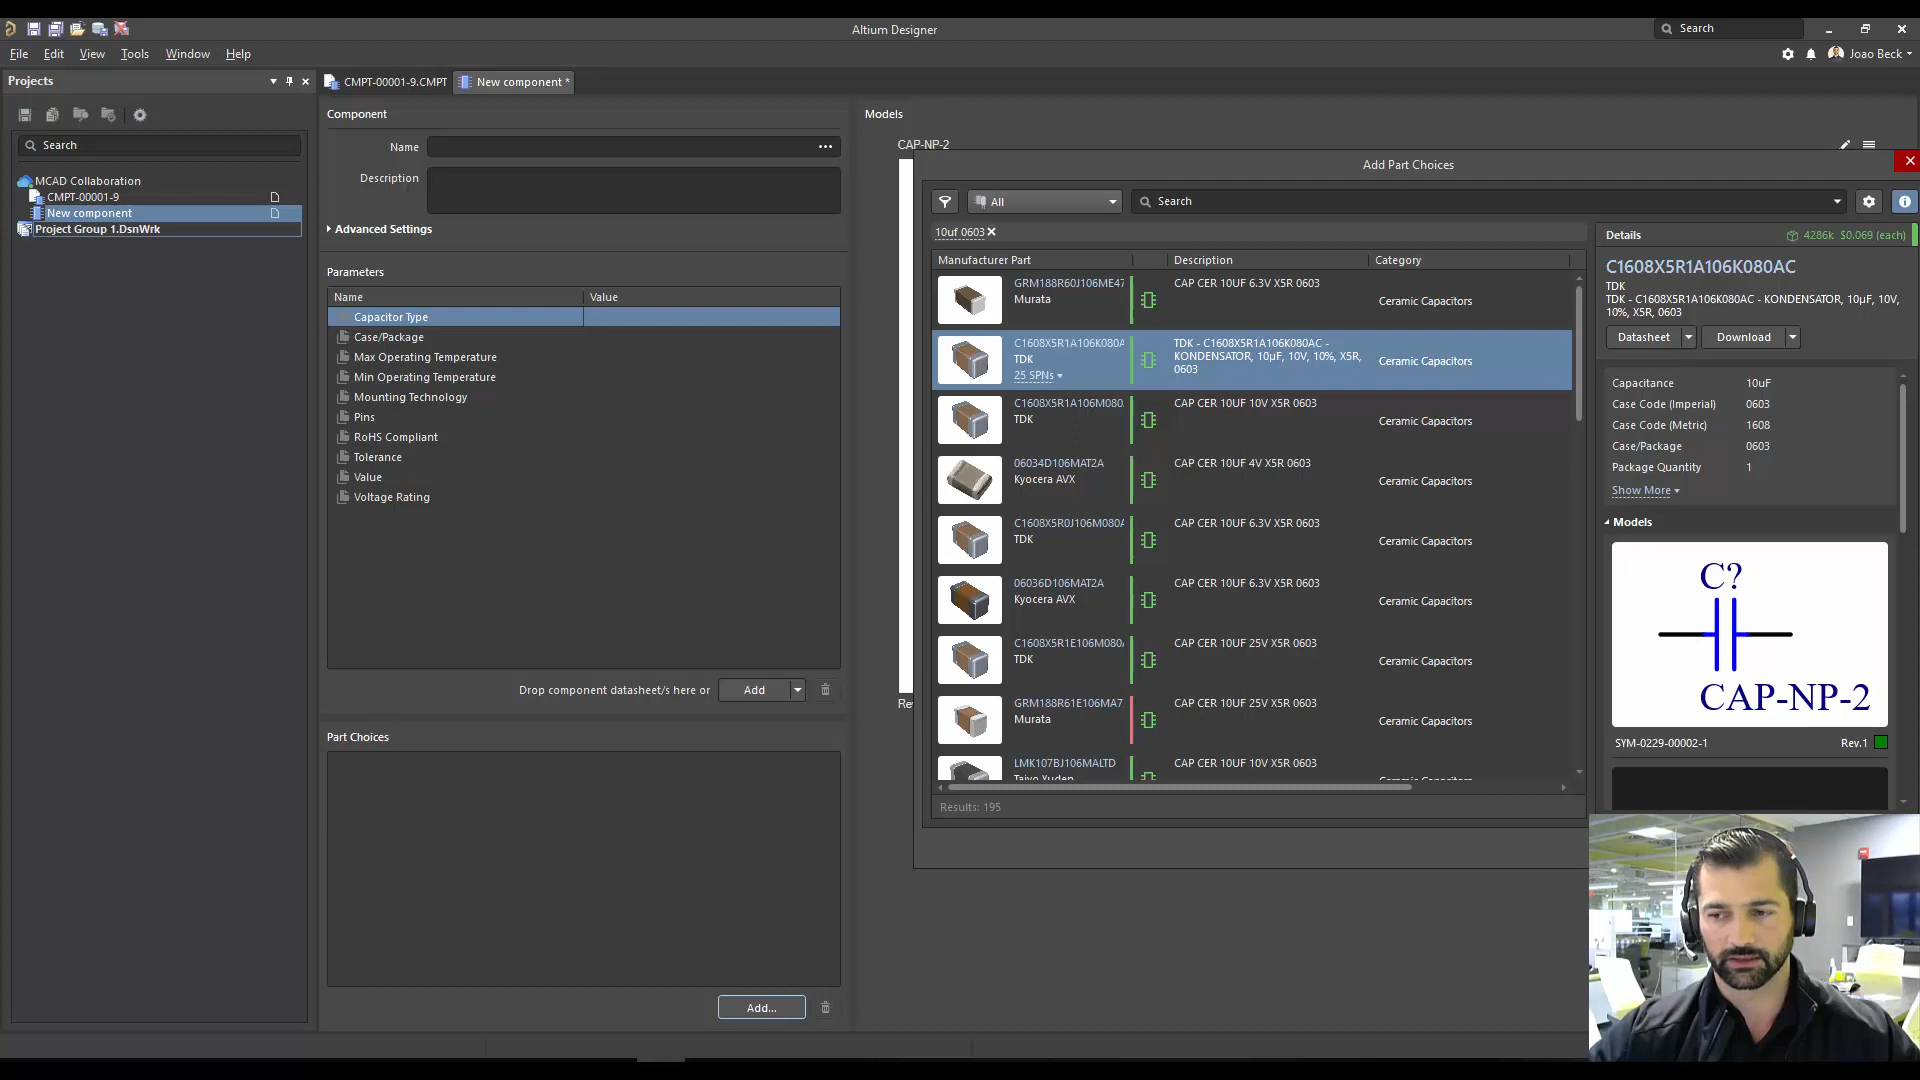 Altium Designer
Search
File Edit View Tools Window Help
Joao Beck
Projects
Search
MCAD Collaboration
CMPT-00001-9
New component
Project Group 1.DsnWrk
CMPT-00001-9.CMPT
New component *
Component
Name
Description
Advanced Settings
Parameters
Name Value
Capacitor Type
Case/Package
Max Operating Temperature
Min Operating Temperature
Mounting Technology
Pins
RoHS Compliant
Tolerance
Value
Voltage Rating
Drop component datasheet/s here or Add
Part Choices
Add...
Models
CAP-NP-2
Add Part Choices
All
Search
10uf 0603
Manufacturer Part Description Category
GRM188R60J106ME47
Murata
CAP CER 10UF 6.3V X5R 0603
Ceramic Capacitors
C1608X5R1A106K080A
TDK
25 SPNs
TDK - C1608X5R1A106K080AC -
KONDENSATOR, 10µF, 10V, 10%, X5R,
0603
Ceramic Capacitors
C1608X5R1A106M080
TDK
CAP CER 10UF 10V X5R 0603
Ceramic Capacitors
06034D106MAT2A
Kyocera AVX
CAP CER 10UF 4V X5R 0603
Ceramic Capacitors
C1608X5R0J106M080A
TDK
CAP CER 10UF 6.3V X5R 0603
Ceramic Capacitors
06036D106MAT2A
Kyocera AVX
CAP CER 10UF 6.3V X5R 0603
Ceramic Capacitors
C1608X5R1E106M080
TDK
CAP CER 10UF 25V X5R 0603
Ceramic Capacitors
GRM188R61E106MA7
Murata
CAP CER 10UF 25V X5R 0603
Ceramic Capacitors
LMK107BJ106MALTD
Taiyo Yuden
CAP CER 10UF 10V X5R 0603
Ceramic Capacitors
Results: 195
Details
4286k $0.069 (each)
C1608X5R1A106K080AC
TDK
TDK - C1608X5R1A106K080AC - KONDENSATOR, 10µF, 10V,
10%, X5R, 0603
Datasheet Download
Capacitance 10uF
Case Code (Imperial) 0603
Case Code (Metric) 1608
Case/Package 0603
Package Quantity 1
Show More
Models
C?
CAP-NP-2
SYM-0229-00002-1 Rev.1